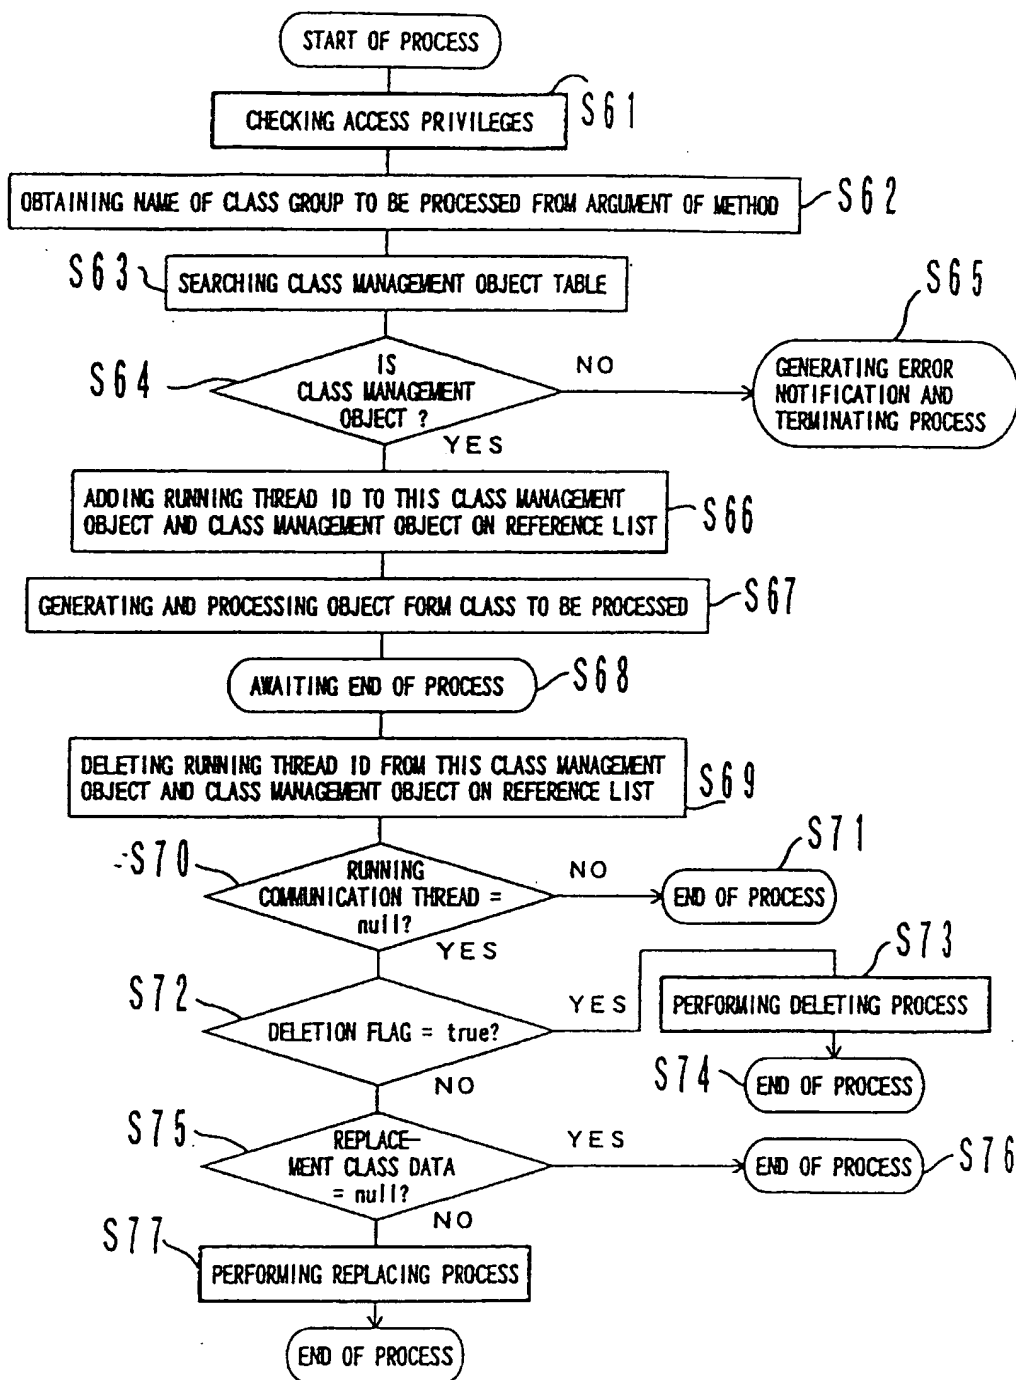 START OF PROCESS
CHECKING ACCESS PRIVILEGES
S61
OBTAINING NAME OF CLASS GROUP TO BE PROCESSED FROM ARGUMENT OF METHOD
S62
S63
SEARCHING CLASS MANAGEMENT OBJECT TABLE
S64
IS
CLASS MANAGEMENT
OBJECT ?
NO
YES
S65
GENERATING ERROR
NOTIFICATION AND
TERMINATING PROCESS
ADDING RUNNING THREAD ID TO THIS CLASS MANAGEMENT
OBJECT AND CLASS MANAGEMENT OBJECT ON REFERENCE LIST
S66
GENERATING AND PROCESSING OBJECT FORM CLASS TO BE PROCESSED
S67
AWAITING END OF PROCESS
S68
DELETING RUNNING THREAD ID FROM THIS CLASS MANAGEMENT
OBJECT AND CLASS MANAGEMENT OBJECT ON REFERENCE LIST
S69
S70
RUNNING
COMMUNICATION THREAD =
null?
NO
YES
S71
END OF PROCESS
S72
DELETION FLAG = true?
YES
NO
S73
PERFORMING DELETING PROCESS
S74
END OF PROCESS
S75
REPLACE-
MENT CLASS DATA
= null?
YES
NO
END OF PROCESS
S76
S77
PERFORMING REPLACING PROCESS
END OF PROCESS